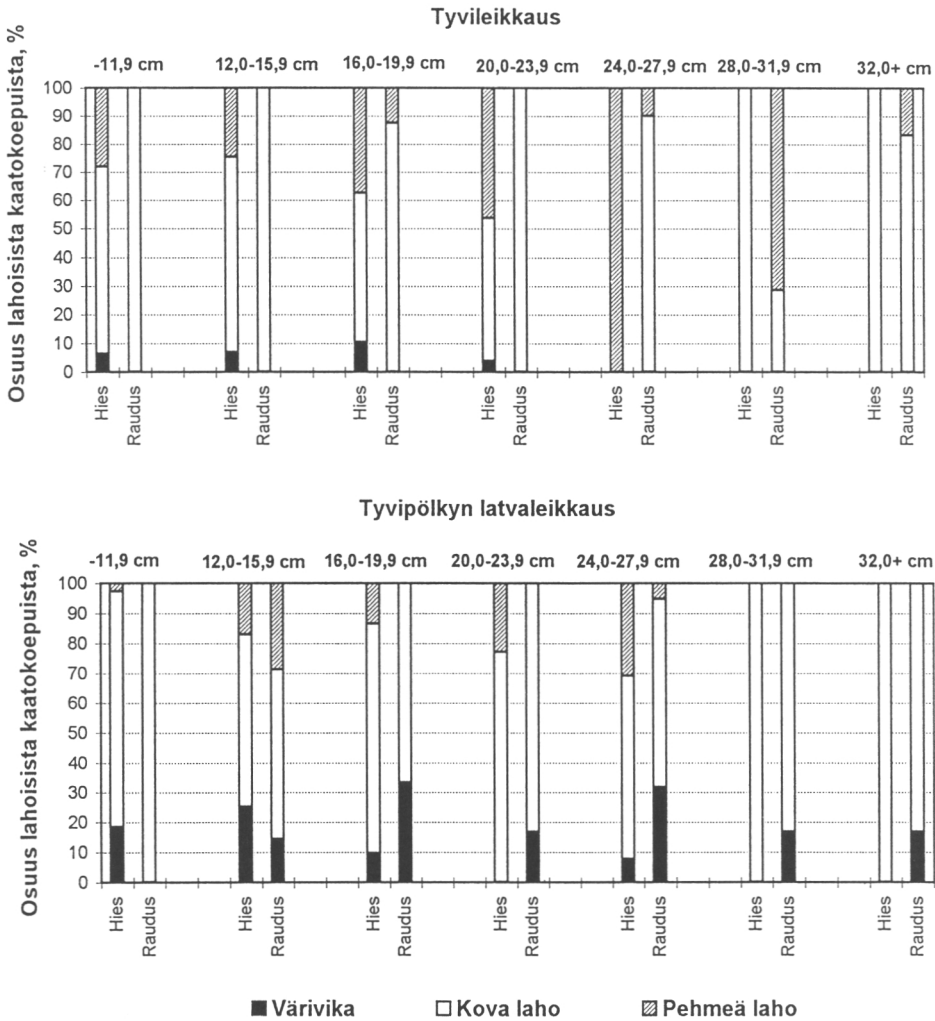 Tyvileikkaus
Osuus lahoisista kaatokoepuista, %
-11,9 cm 12,0-15,9 cm 16,0-19,9 cm 20,0-23,9 cm 24,0-27,9 cm 28,0-31,9 cm 32,0+ cm
100
90
80
70
60
50
40
30
20
10
0
Hies Raudus Hies Raudus Hies Raudus Hies Raudus Hies Raudus Hies Raudus Hies Raudus
Tyvipölkyn latvaleikkaus
Osuus lahoisista kaatokoepuista, %
-11,9 cm 12,0-15,9 cm 16,0-19,9 cm 20,0-23,9 cm 24,0-27,9 cm 28,0-31,9 cm 32,0+ cm
100
90
80
70
60
50
40
30
20
10
0
Hies Raudus Hies Raudus Hies Raudus Hies Raudus Hies Raudus Hies Raudus Hies Raudus
Värivika Kova laho Pehmeä laho